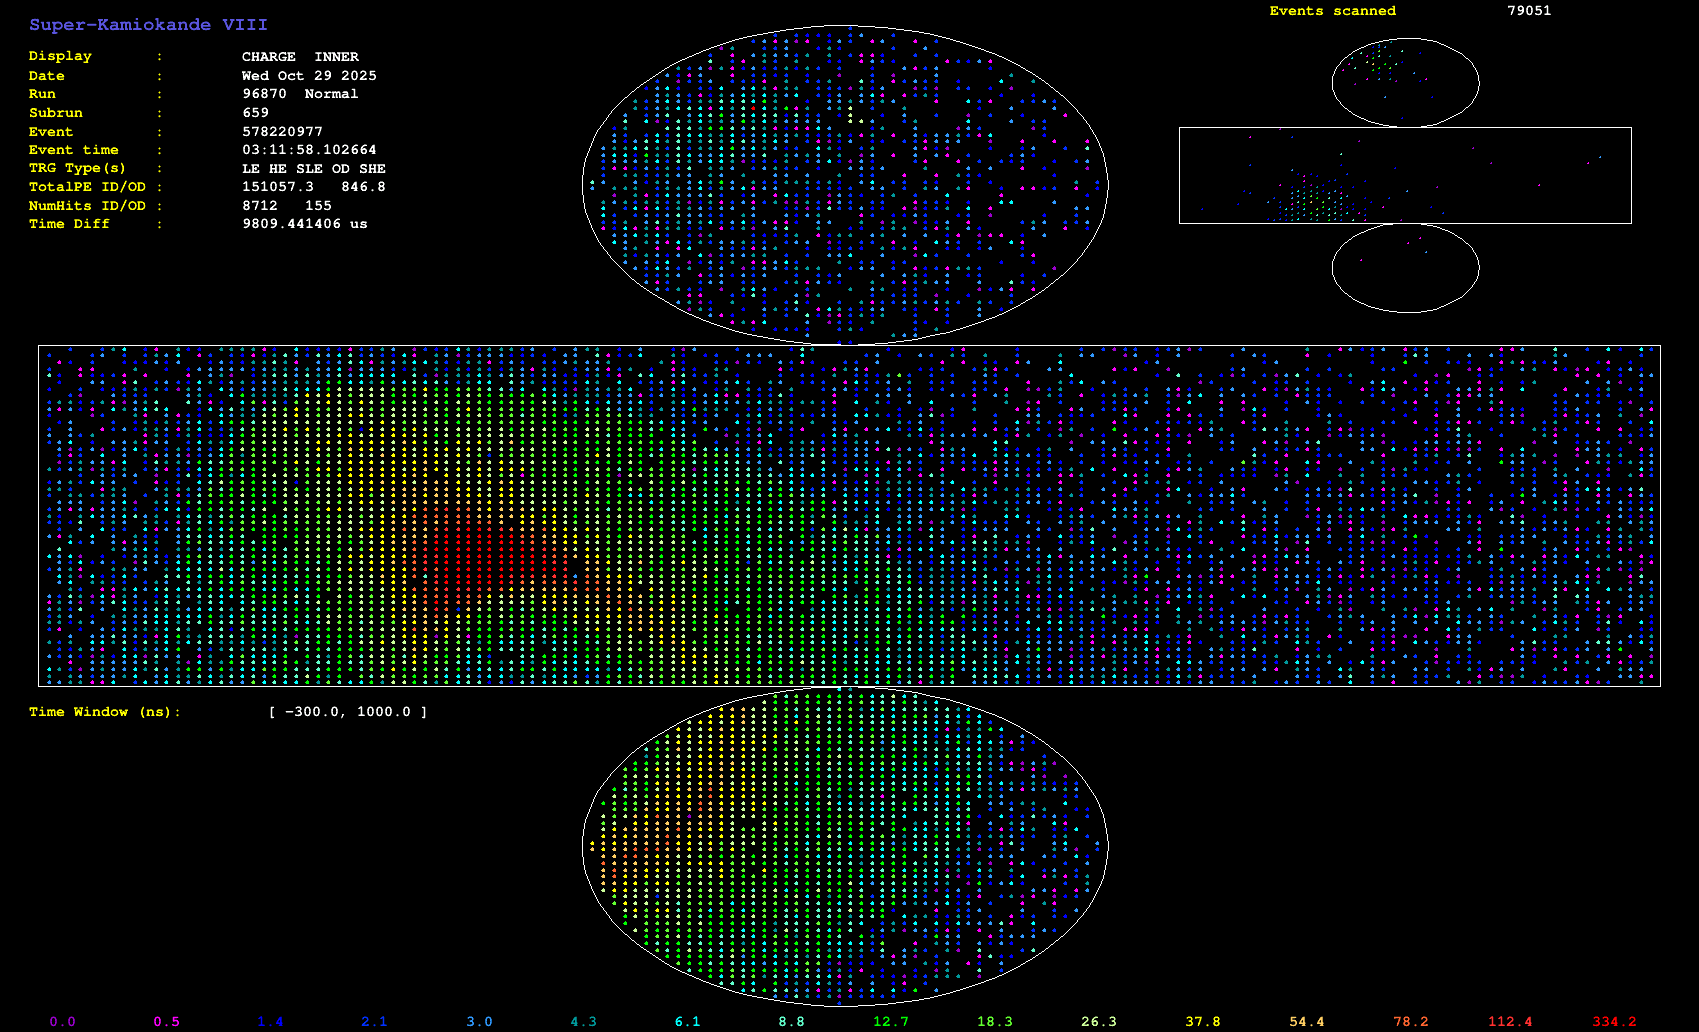 Super-Kamiokande VIII
Events scanned 79051
Display : CHARGE INNER
Date : Wed Oct 29 2025
Run : 96870 Normal
Subrun : 659
Event : 578220977
Event time : 03:11:58.102664
TRG Type(s) : LE HE SLE OD SHE
TotalPE ID/OD : 151057.3 846.8
NumHits ID/OD : 8712 155
Time Diff : 9809.441406 us
Time Window (ns): [ -300.0, 1000.0 ]
0.0 0.5 1.4 2.1 3.0 4.3 6.1 8.8 12.7 18.3 26.3 37.8 54.4 78.2 112.4 334.2